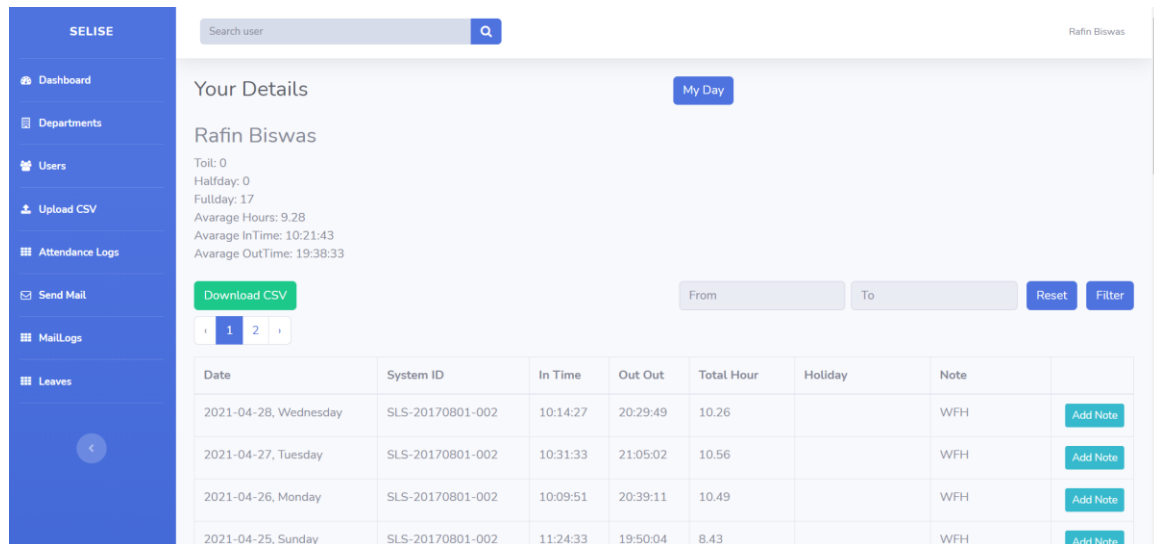 SELISE
Search user
Rafin Biswas
Dashboard
Departments
Users
Upload CSV
Attendance Logs
Send Mail
MailLogs
Leaves
Your Details
My Day
Rafin Biswas
Toil: 0
Halfday: 0
Fullday: 17
Avarage Hours: 9.28
Avarage InTime: 10:21:43
Avarage OutTime: 19:38:33
Download CSV
From To Reset Filter
‹ 1 2 ›
Date System ID In Time Out Out Total Hour Holiday Note
2021-04-28, Wednesday SLS-20170801-002 10:14:27 20:29:49 10.26 WFH Add Note
2021-04-27, Tuesday SLS-20170801-002 10:31:33 21:05:02 10.56 WFH Add Note
2021-04-26, Monday SLS-20170801-002 10:09:51 20:39:11 10.49 WFH Add Note
2021-04-25, Sunday SLS-20170801-002 11:24:33 19:50:04 8.43 WFH Add Note